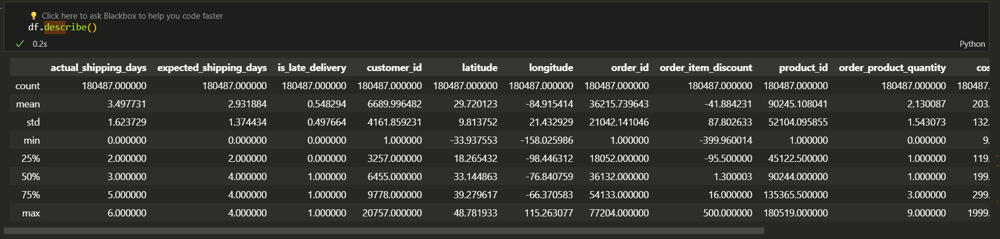 💡 Click here to ask Blackbox to help you code faster
df.describe()
✓ 0.2s Python
actual_shipping_days expected_shipping_days is_late_delivery customer_id latitude longitude order_id order_item_discount product_id order_product_quantity cos
count 180487.000000 180487.000000 180487.000000 180487.000000 180487.000000 180487.000000 180487.000000 180487.000000 180487.000000 180487.000000 180487.
mean 3.497731 2.931884 0.548294 6689.996482 29.720123 -84.915414 36215.739643 -41.884231 90245.108041 2.130087 203.
std 1.623729 1.374434 0.497664 4161.859231 9.813752 21.432929 21042.141046 87.802633 52104.095855 1.543073 132.
min 0.000000 0.000000 0.000000 1.000000 -33.937553 -158.025986 1.000000 -399.960014 1.000000 0.000000 9.
25% 2.000000 2.000000 0.000000 3257.000000 18.265432 -98.446312 18052.000000 -95.500000 45122.500000 1.000000 119.
50% 3.000000 4.000000 1.000000 6455.000000 33.144863 -76.840759 36132.000000 1.300003 90244.000000 1.000000 199.
75% 5.000000 4.000000 1.000000 9778.000000 39.279617 -66.370583 54133.000000 16.000000 135365.500000 3.000000 299.
max 6.000000 4.000000 1.000000 20757.000000 48.781933 115.263077 77204.000000 500.000000 180519.000000 9.000000 1999.